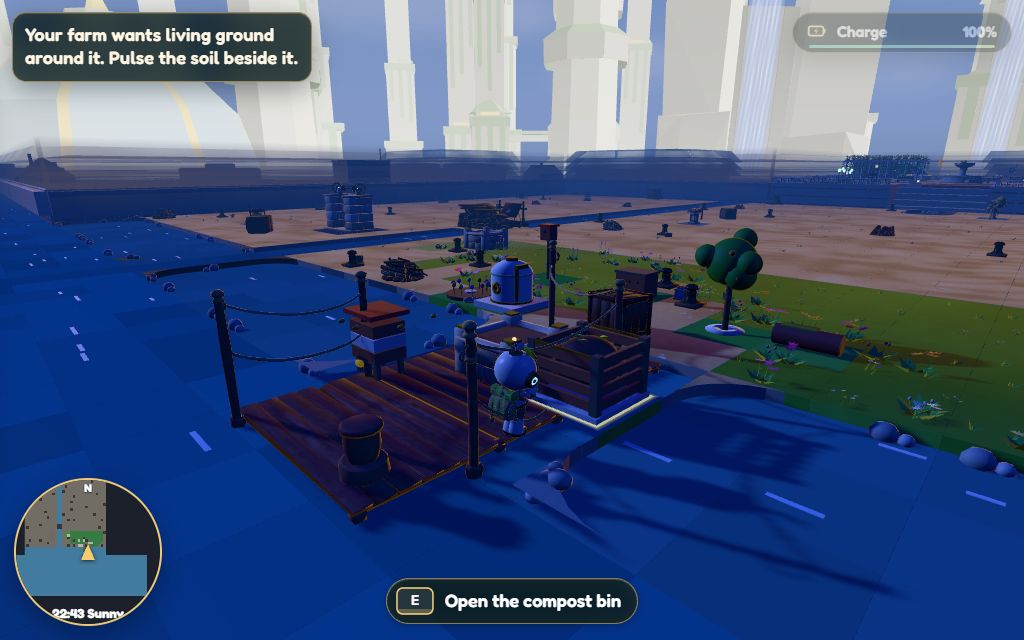 Your farm wants living ground
around it. Pulse the soil beside it.
Charge 100%
N
22:43 Sunny
E Open the compost bin